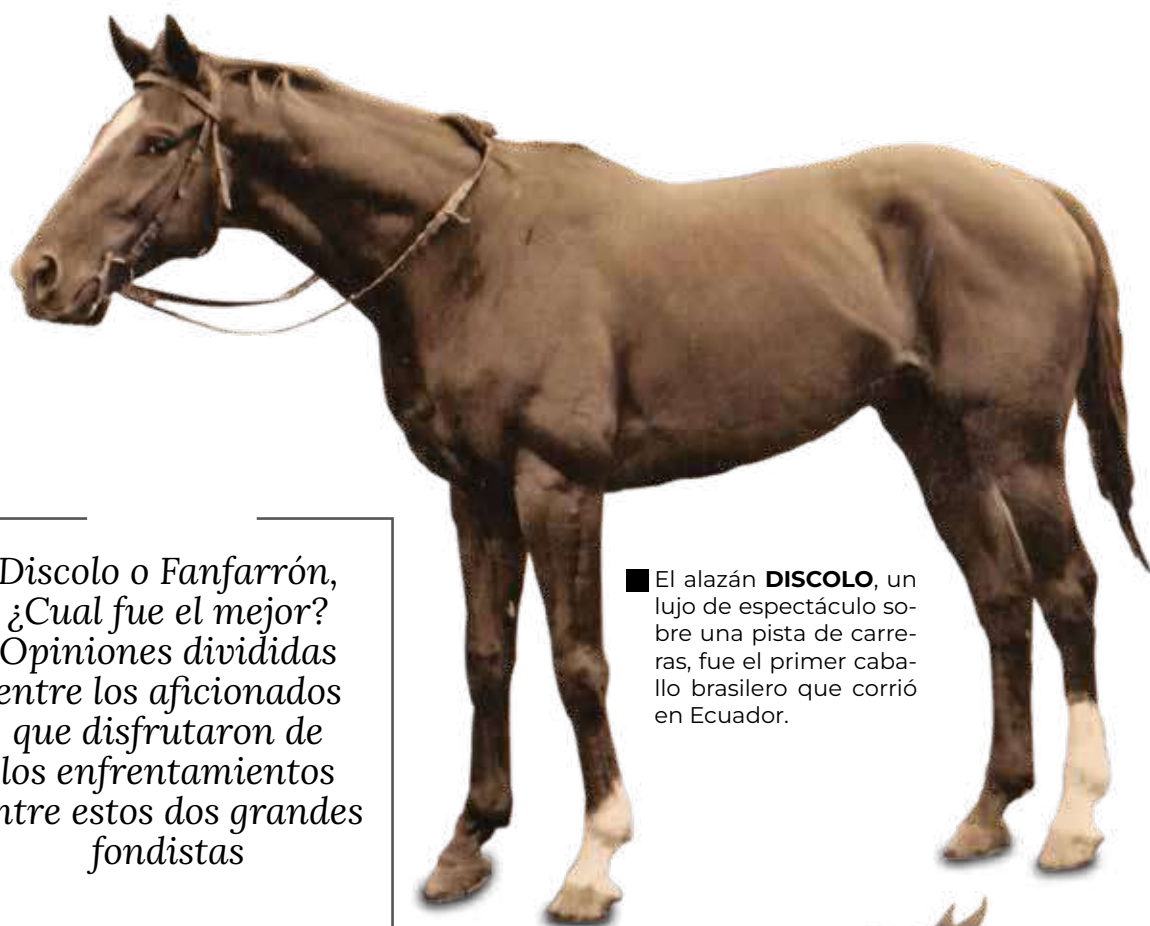 Discolo o Fanfarrón,
¿Cual fue el mejor?
Opiniones divididas
entre los aficionados
que disfrutaron de
los enfrentamientos
entre estos dos grandes
fondistas
El alazán DISCOLO, un
lujo de espectáculo so-
bre una pista de carre-
ras, fue el primer caba-
llo brasilero que corrió
en Ecuador.